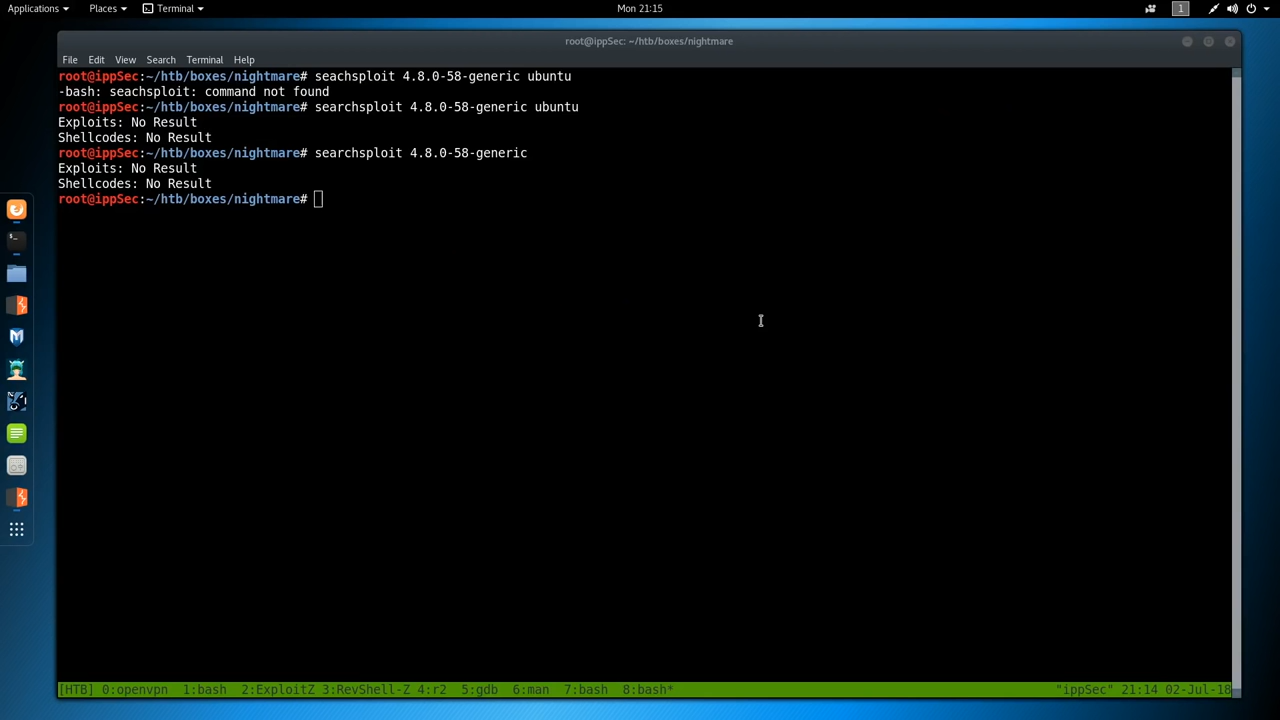 Applications Places Terminal Mon 21:15 1
root@ippSec: ~/htb/boxes/nightmare
File Edit View Search Terminal Help
root@ippSec:~/htb/boxes/nightmare# seachsploit 4.8.0-58-generic ubuntu
-bash: seachsploit: command not found
root@ippSec:~/htb/boxes/nightmare# searchsploit 4.8.0-58-generic ubuntu
Exploits: No Result
Shellcodes: No Result
root@ippSec:~/htb/boxes/nightmare# searchsploit 4.8.0-58-generic
Exploits: No Result
Shellcodes: No Result
root@ippSec:~/htb/boxes/nightmare#
[HTB] 0:openvpn 1:bash 2:ExploitZ 3:RevShell-Z 4:r2 5:gdb 6:man 7:bash 8:bash* "ippSec" 21:14 02-Jul-18